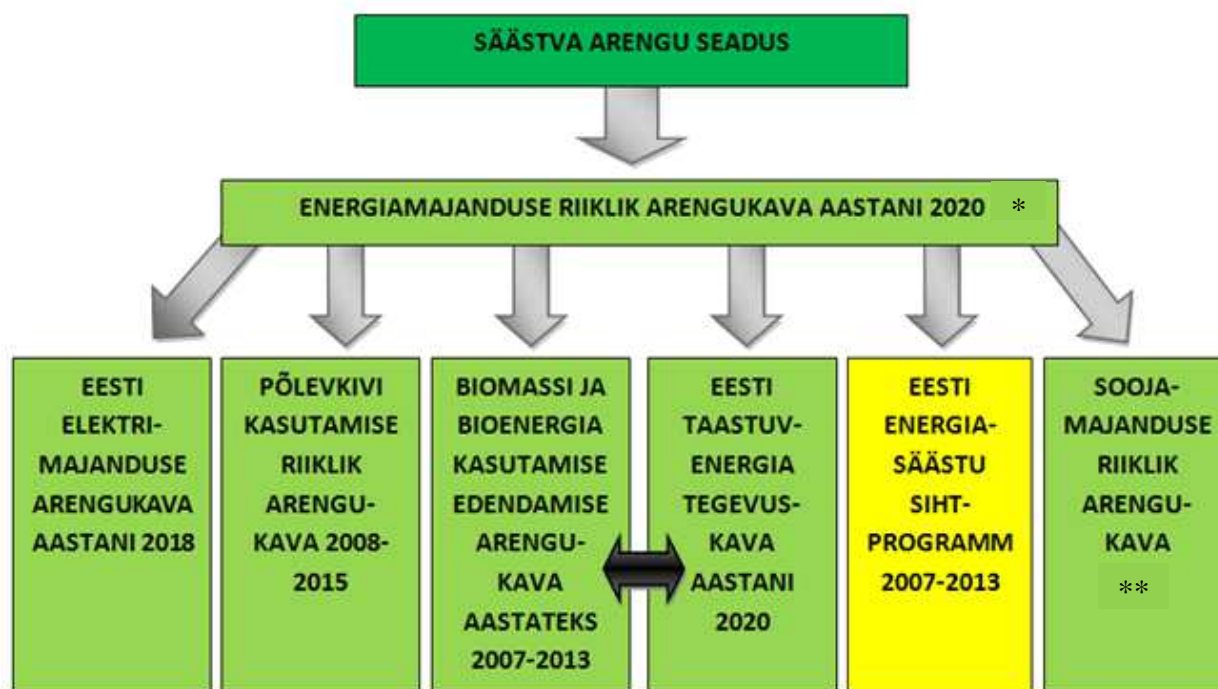 SÄÄSTVA ARENGU SEADUS
ENERGIAMAJANDUSE RIIKLIK ARENGUKAVA AASTANI 2020 *
EESTI
ELEKTRI-
MAJANDUSE
ARENGUKAVA
AASTANI 2018
PÕLEVKIVI
KASUTAMISE
RIIKLIK
ARENGU-
KAVA 2008-
2015
BIOMASSI JA
BIOENERGIA
KASUTAMISE
EDENDAMISE
ARENGU-
KAVA
AASTATEKS
2007-2013
EESTI
TAASTUV-
ENERGIA
TEGEVUS-
KAVA
AASTANI
2020
EESTI
ENERGIA-
SÄÄSTU
SIHT-
PROGRAMM
2007-2013
SOOJA-
MAJANDUSE
RIIKLIK
ARENGU-
KAVA
**